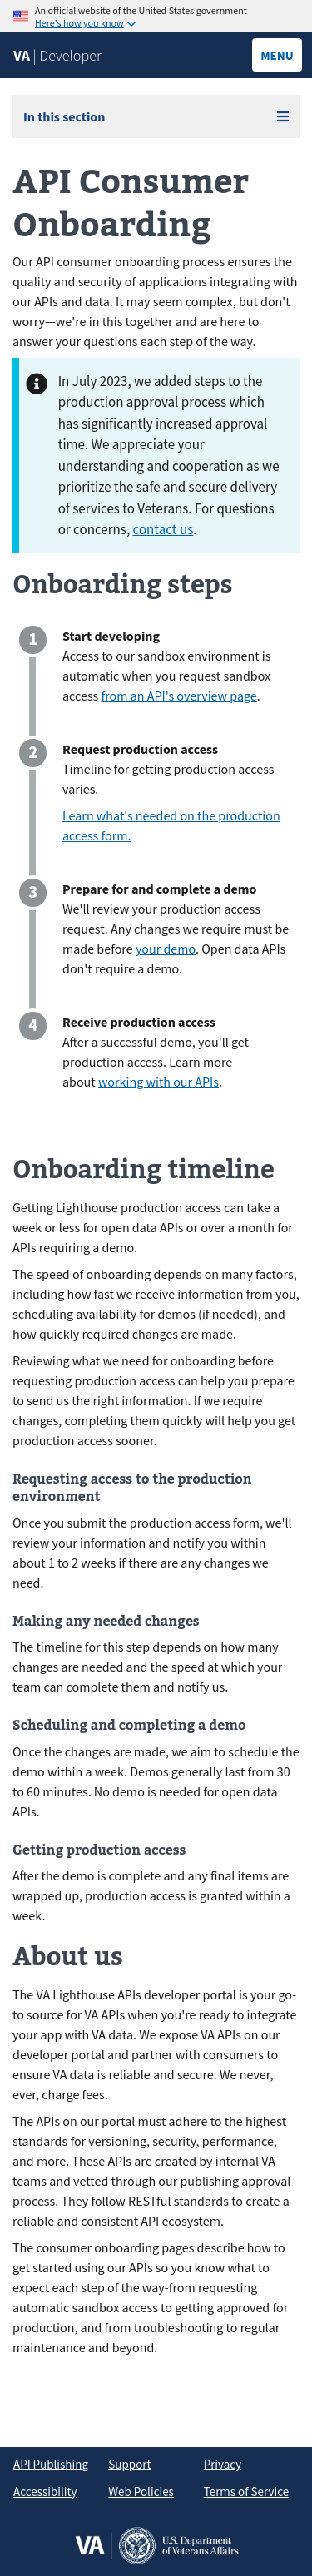 An official website of the United States government
Here's how you know
VA | Developer
MENU
In this section
API Consumer
Onboarding
Our API consumer onboarding process ensures the
quality and security of applications integrating with
our APIs and data. It may seem complex, but don't
worry—we're in this together and are here to
answer your questions each step of the way.
In July 2023, we added steps to the
production approval process which
has significantly increased approval
time. We appreciate your
understanding and cooperation as we
prioritize the safe and secure delivery
of services to Veterans. For questions
or concerns, contact us.
Onboarding steps
1
Start developing
Access to our sandbox environment is
automatic when you request sandbox
access from an API's overview page.
2
Request production access
Timeline for getting production access
varies.
Learn what's needed on the production
access form.
3
Prepare for and complete a demo
We'll review your production access
request. Any changes we require must be
made before your demo. Open data APIs
don't require a demo.
4
Receive production access
After a successful demo, you'll get
production access. Learn more
about working with our APIs.
Onboarding timeline
Getting Lighthouse production access can take a
week or less for open data APIs or over a month for
APIs requiring a demo.
The speed of onboarding depends on many factors,
including how fast we receive information from you,
scheduling availability for demos (if needed), and
how quickly required changes are made.
Reviewing what we need for onboarding before
requesting production access can help you prepare
to send us the right information. If we require
changes, completing them quickly will help you get
production access sooner.
Requesting access to the production
environment
Once you submit the production access form, we'll
review your information and notify you within
about 1 to 2 weeks if there are any changes we
need.
Making any needed changes
The timeline for this step depends on how many
changes are needed and the speed at which your
team can complete them and notify us.
Scheduling and completing a demo
Once the changes are made, we aim to schedule the
demo within a week. Demos generally last from 30
to 60 minutes. No demo is needed for open data
APIs.
Getting production access
After the demo is complete and any final items are
wrapped up, production access is granted within a
week.
About us
The VA Lighthouse APIs developer portal is your go-
to source for VA APIs when you're ready to integrate
your app with VA data. We expose VA APIs on our
developer portal and partner with consumers to
ensure VA data is reliable and secure. We never,
ever, charge fees.
The APIs on our portal must adhere to the highest
standards for versioning, security, performance,
and more. These APIs are created by internal VA
teams and vetted through our publishing approval
process. They follow RESTful standards to create a
reliable and consistent API ecosystem.
The consumer onboarding pages describe how to
get started using our APIs so you know what to
expect each step of the way-from requesting
automatic sandbox access to getting approved for
production, and from troubleshooting to regular
maintenance and beyond.
API Publishing Support Privacy
Accessibility Web Policies Terms of Service
VA U.S. Department
of Veterans Affairs